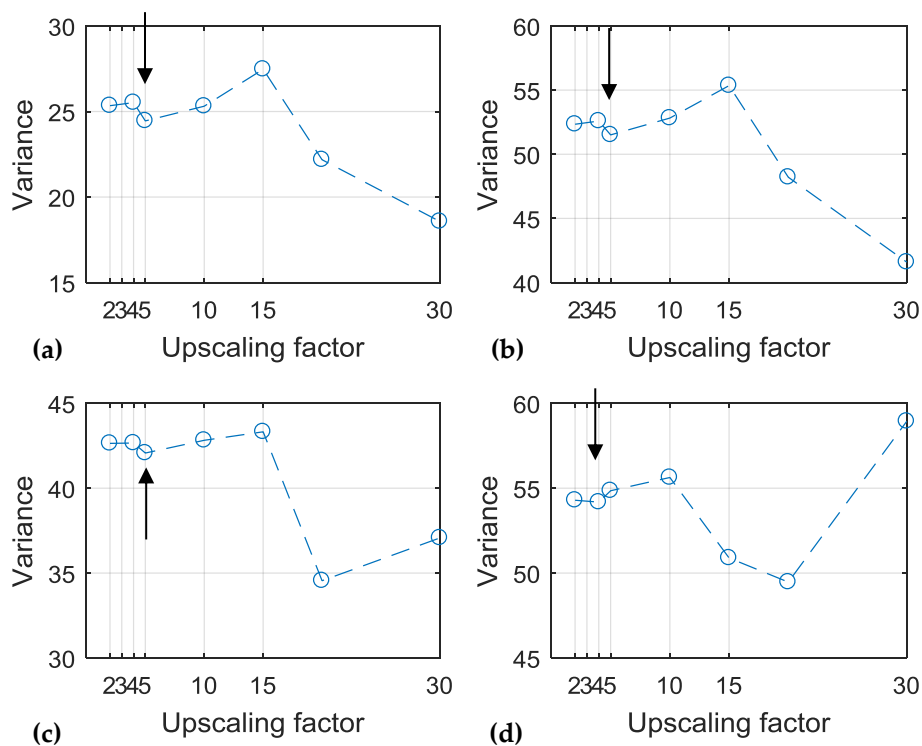 30
25
20
15
Variance
2345 10 15 30
(a) Upscaling factor
60
55
50
45
40
Variance
2345 10 15 30
(b) Upscaling factor
45
40
35
30
Variance
2345 10 15 30
(c) Upscaling factor
60
55
50
45
Variance
2345 10 15 30
(d) Upscaling factor